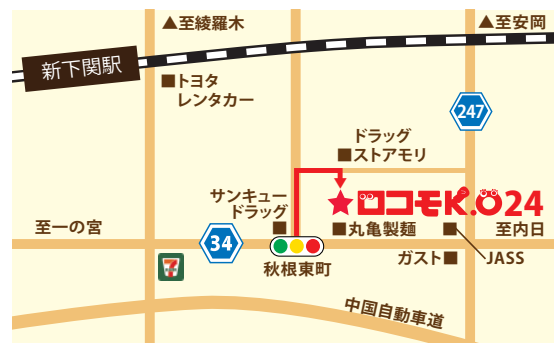 ▲至綾羅木
▲至安岡
新下関駅
■トヨタ
レンタカー
247
ドラッグ
■ストアモリ
サンキュー
ドラッグ
★ロコモK.O24
至一の宮
34
■丸亀製麺
至内日
7
秋根東町
ガスト■
JASS
中国自動車道